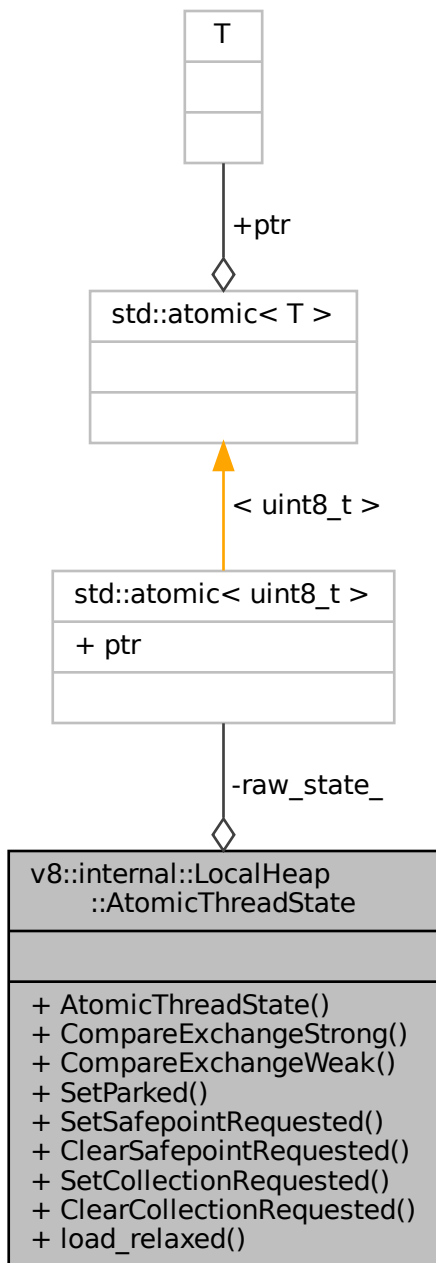 T
+ptr
std::atomic< T >
< uint8_t >
std::atomic< uint8_t >
+ ptr
-raw_state_
v8::internal::LocalHeap
::AtomicThreadState
+ AtomicThreadState()
+ CompareExchangeStrong()
+ CompareExchangeWeak()
+ SetParked()
+ SetSafepointRequested()
+ ClearSafepointRequested()
+ SetCollectionRequested()
+ ClearCollectionRequested()
+ load_relaxed()